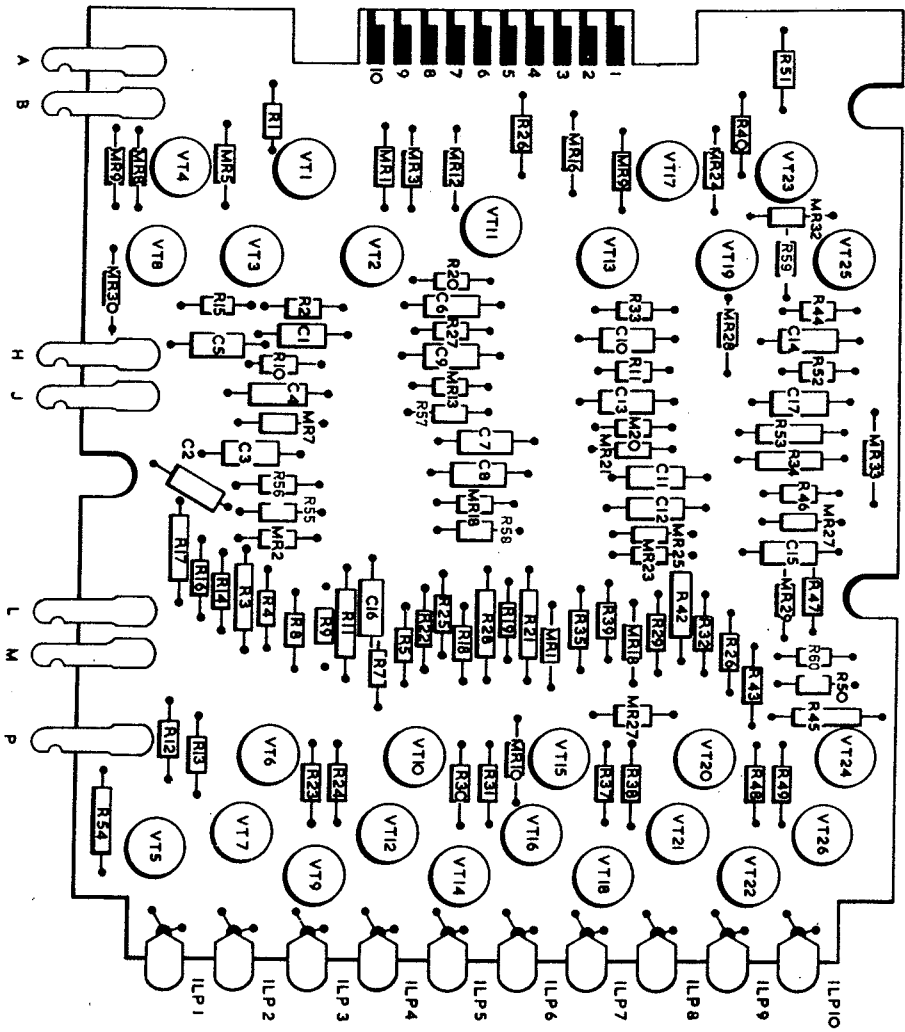 10 9 8 7 6 5 4 3 2 1
A
B
H
J
L
M
P
R51
R1
R26
R40
MR16
MR9
MR8
VT4
MR5
VT1
MR1
MR3
MR12
MR9
VT17
MR24
VT23
MR32
VT11
VT8
VT3
VT2
VT13
VT19
R59
VT25
MR30
R20
R15
R2
C6
R33
MR28
R44
C5
C1
R27
C10
C14
R10
C9
R11
R52
C4
MR13
C13
C17
MR7
R57
M20
R53
C2
C3
C7
MR21
R34
MR33
R56
C8
C11
R46
R55
MR18
C12
MR27
MR2
R58
MR25
C15
MR23
R17
R16
R14
R3
R4
R8
R9
R11
C16
R7
R5
R22
R25
R18
R28
R19
R21
MR11
R35
R39
MR18
R29
R42
R32
R26
R43
MR29
R47
R60
R50
R45
MR27
R12
R13
VT6
VT10
MR10
VT15
VT20
VT24
R23
R24
R30
R31
R37
R38
R48
R49
R54
VT5
VT7
VT12
VT16
VT21
VT26
VT9
VT14
VT18
VT22
ILP1
ILP2
ILP3
ILP4
ILP5
ILP6
ILP7
ILP8
ILP9
ILP10